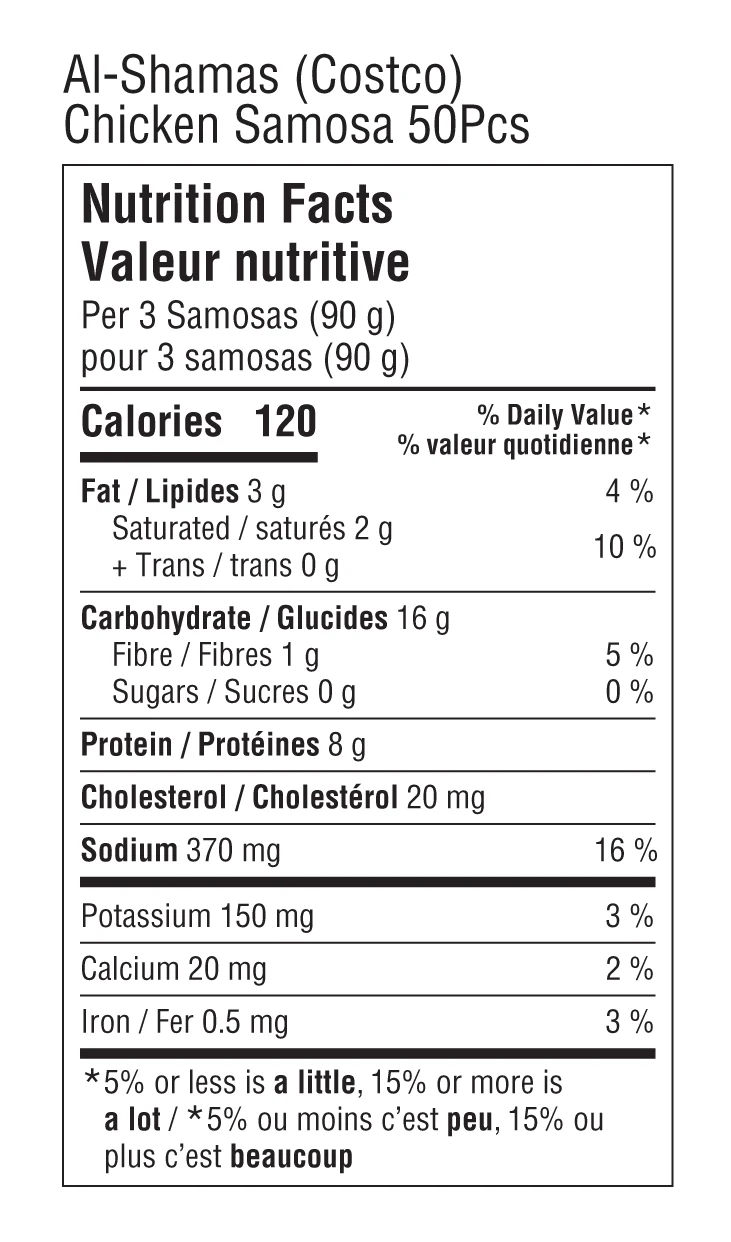 Al-Shamas (Costco)
Chicken Samosa 50Pcs
Nutrition Facts
Valeur nutritive
Per 3 Samosas (90 g)
pour 3 samosas (90 g)
Calories 120
% Daily Value*
% valeur quotidienne*
Fat / Lipides 3 g 4 %
Saturated / saturés 2 g
+ Trans / trans 0 g
10 %
Carbohydrate / Glucides 16 g
Fibre / Fibres 1 g 5 %
Sugars / Sucres 0 g 0 %
Protein / Protéines 8 g
Cholesterol / Cholestérol 20 mg
Sodium 370 mg 16 %
Potassium 150 mg 3 %
Calcium 20 mg 2 %
Iron / Fer 0.5 mg 3 %
*5% or less is a little, 15% or more is
a lot / *5% ou moins c’est peu, 15% ou
plus c’est beaucoup